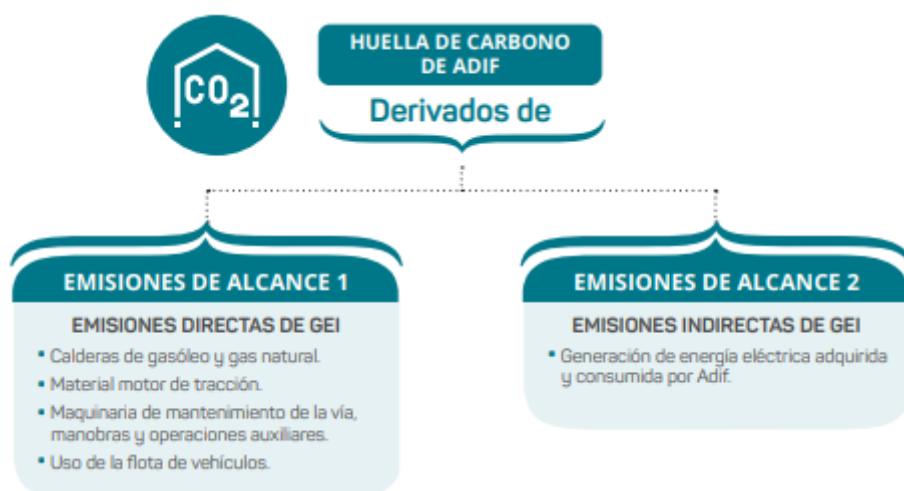 CO2
HUELLA DE CARBONO
DE ADIF
Derivados de
EMISIONES DE ALCANCE 1
EMISIONES DIRECTAS DE GEI
▪ Calderas de gasóleo y gas natural.
▪ Material motor de tracción.
▪ Maquinaria de mantenimiento de la vía,
manobras y operaciones auxiliares.
▪ Uso de la flota de vehículos.
EMISIONES DE ALCANCE 2
EMISIONES INDIRECTAS DE GEI
▪ Generación de energía eléctrica adquirida
y consumida por Adif.